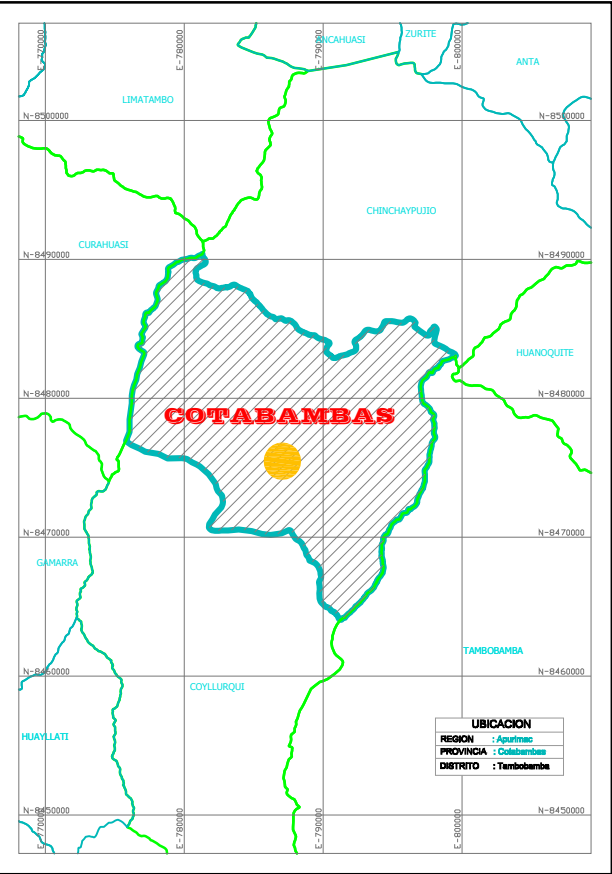 E-770000
E-780000
E-790000
E-800000
ANCAHUASI
ZURITE
ANTA
LIMATAMBO
N-8500000
N-8500000
CHINCHAYPUJIO
CURAHUASI
N-8490000
N-8490000
HUANOQUITE
N-8480000
N-8480000
COTABAMBAS
N-8470000
N-8470000
GAMARRA
TAMBOBAMBA
N-8460000
N-8460000
COYLLURQUI
HUAYLLATI
UBICACION
REGION : Apurimac
PROVINCIA : Cotabambas
DISTRITO : Tambobamba
N-8450000
N-8450000
E-770000
E-780000
E-790000
E-800000